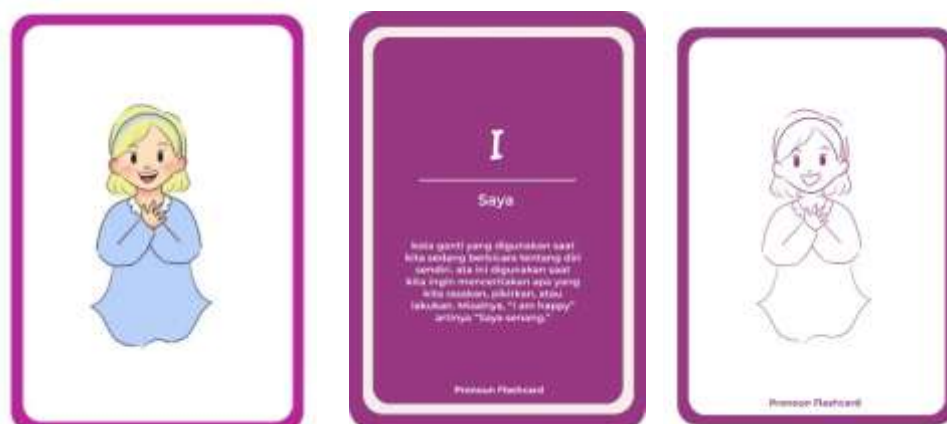 I
Saya
kata ganti yang digunakan saat
kita sedang berbicara tentang diri
sendiri. ata ini digunakan saat
kita ingin menceritakan apa yang
kita rasakan, pikirkan, atau
lakukan. Misalnya, "I am happy"
artinya "Saya senang."
Pronoun Flashcard
Pronoun Flashcard